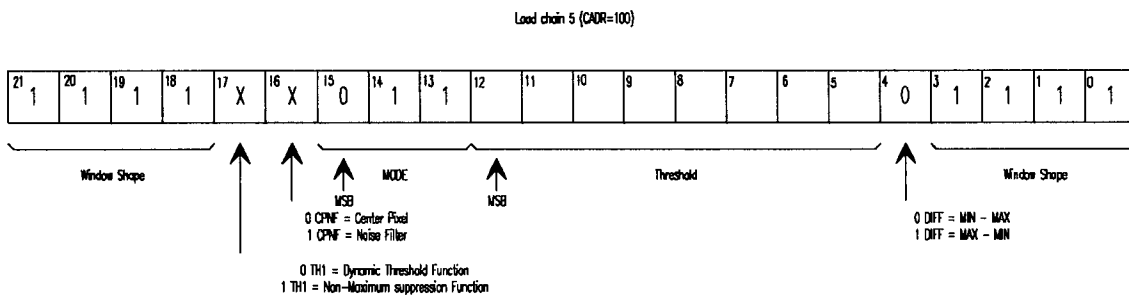 Load chain 5 (CADR=100)
21 20 19 18 17 16 15 14 13 12 11 10 9 8 7 6 5 4 3 2 1 0
1 1 1 1 X X 0 1 1 0 1 1 1 1
Window Shape MODE Threshold Window Shape
MSB MSB
0 CPNF = Center Pixel
1 CPNF = Noise Filter
0 DIFF = MIN - MAX
1 DIFF = MAX - MIN
0 TH1 = Dynamic Threshold Function
1 TH1 = Non-Maximum suppression Function